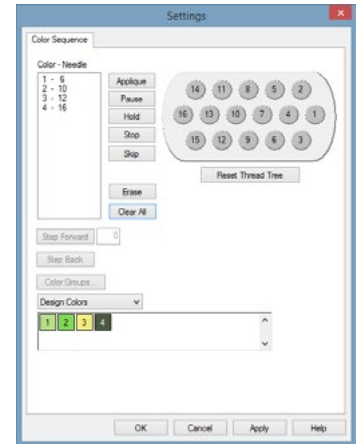 Settings
Color Sequence
Color - Needle
1 - 6
2 - 10
3 - 12
4 - 16
Applique
Pause
Hold
Stop
Skip
Erase
Clear All
14 11 8 5 2
16 13 10 7 4 1
15 12 9 6 3
Reset Thread Tree
Step Forward 0
Step Back
Color Groups...
Design Colors
1 2 3 4
OK Cancel Apply Help